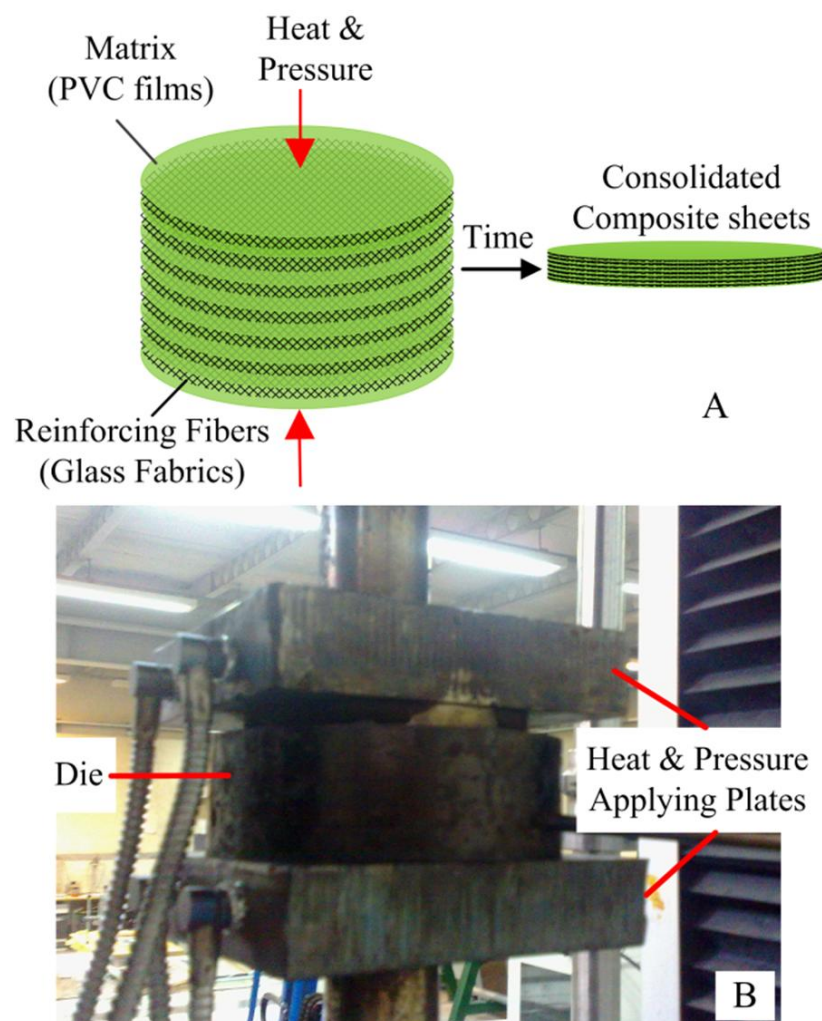 Matrix
(PVC films)
Heat &
Pressure
Consolidated
Composite sheets
Time
Reinforcing Fibers
(Glass Fabrics)
A
Die
Heat & Pressure
Applying Plates
B